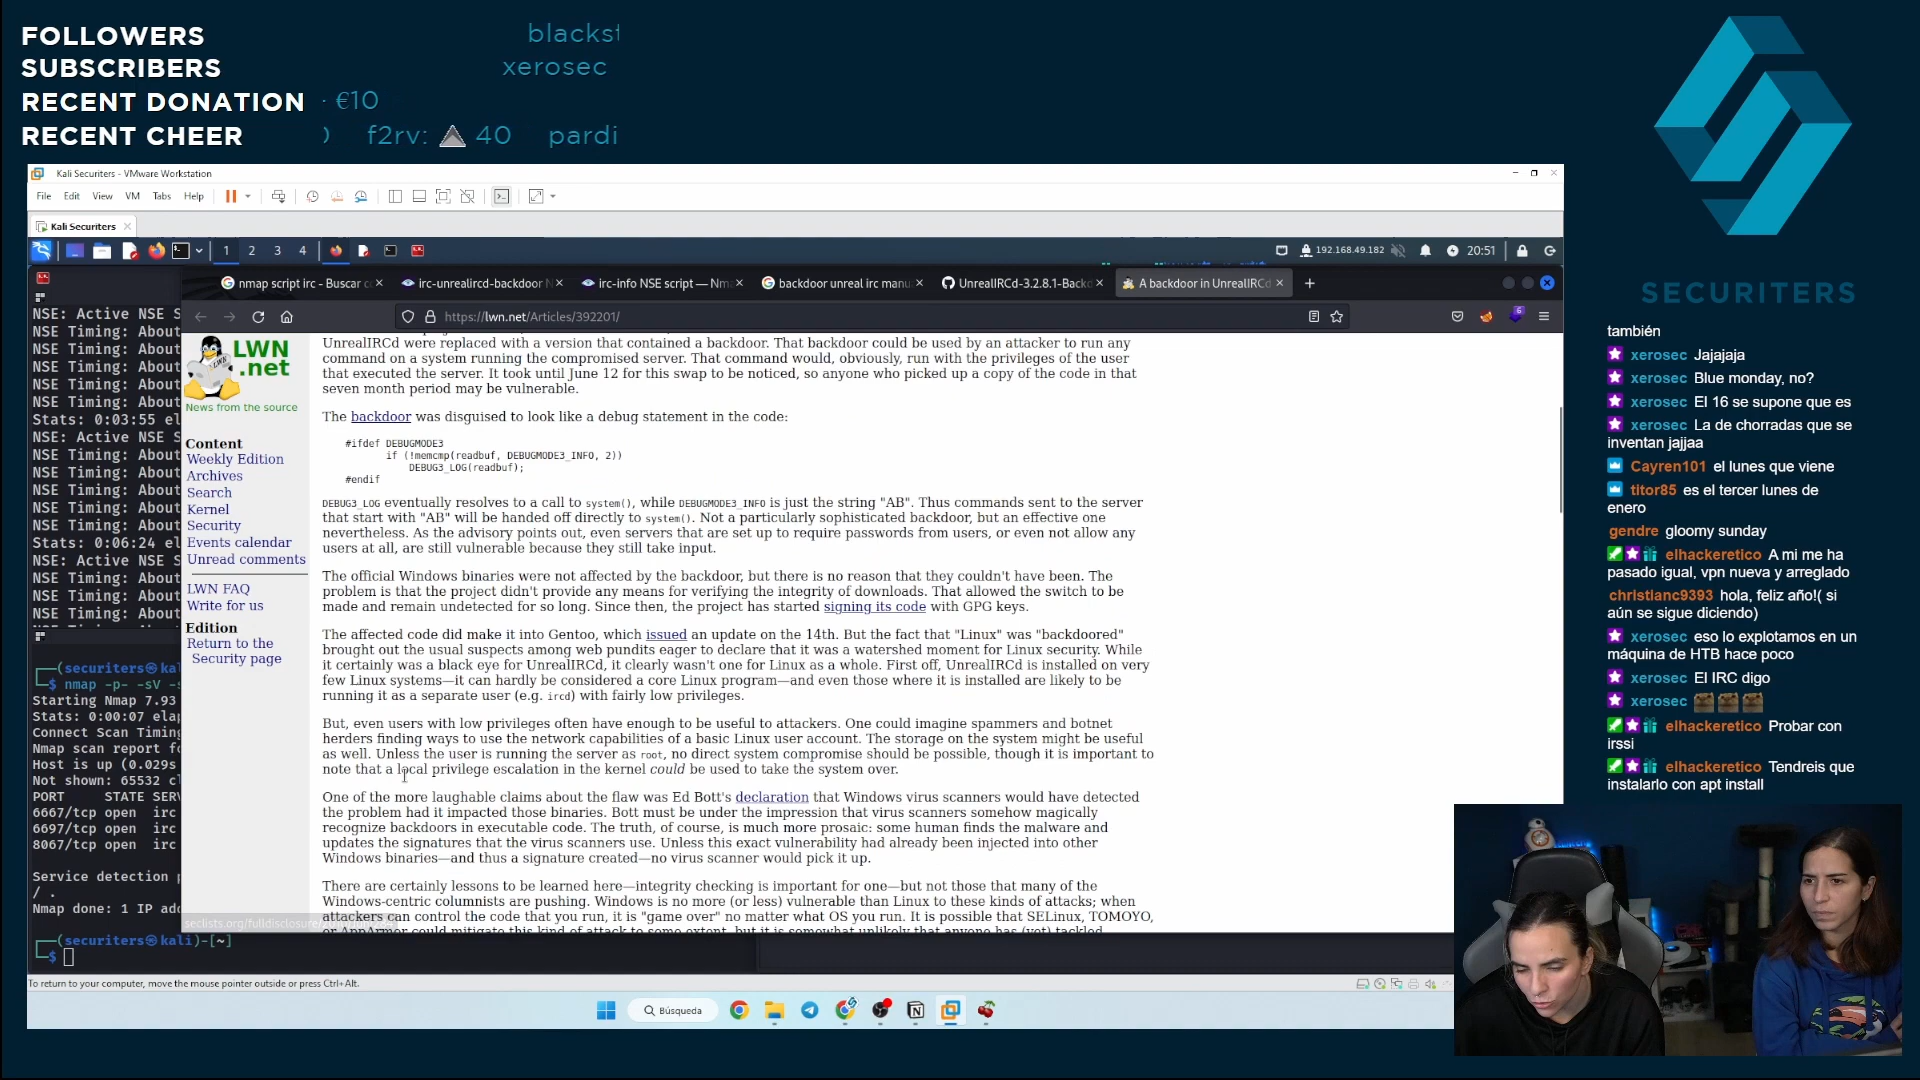 FOLLOWERS
SUBSCRIBERS
RECENT DONATION
RECENT CHEER
blackst
xerosec
· €10
) f2rv: 40 pardi
Kali Securiters - VMware Workstation
File Edit View VM Tabs Help
Kali Securiters
1 2 3 4
192.168.49.182
20:51
nmap script irc - Buscar c
irc-unrealircd-backdoor N
irc-info NSE script — Nm
backdoor unreal irc manu
UnrealIRCd-3.2.8.1-Backd
A backdoor in UnrealIRCd
https://lwn.net/Articles/392201/
NSE: Active NSE S
NSE Timing: About
NSE Timing: About
NSE Timing: About
NSE Timing: About
NSE Timing: About
Stats: 0:03:55 el
NSE: Active NSE S
NSE Timing: About
NSE Timing: About
NSE Timing: About
NSE Timing: About
NSE Timing: About
Stats: 0:06:24 el
NSE: Active NSE S
NSE Timing: About
NSE Timing: About
NSE Timing: About
(securiters㉿kal
$ nmap -p- -sV -s
Starting Nmap 7.93
Stats: 0:00:07 elap
Connect Scan Timing
Nmap scan report fo
Host is up (0.029s
Not shown: 65532 cl
PORT STATE SERV
6667/tcp open irc
6697/tcp open irc
8067/tcp open irc
Service detection p
/ .
Nmap done: 1 IP add
(securiters㉿kali)-[~]
$
LWN
.net
News from the source
Content
Weekly Edition
Archives
Search
Kernel
Security
Events calendar
Unread comments
LWN FAQ
Write for us
Edition
Return to the
Security page
UnrealIRCd were replaced with a version that contained a backdoor. That backdoor could be used by an attacker to run any
command on a system running the compromised server. That command would, obviously, run with the privileges of the user
that executed the server. It took until June 12 for this swap to be noticed, so anyone who picked up a copy of the code in that
seven month period may be vulnerable.
The backdoor was disguised to look like a debug statement in the code:
#ifdef DEBUGMODE3
if (!memcmp(readbuf, DEBUGMODE3_INFO, 2))
DEBUG3_LOG(readbuf);
#endif
DEBUG3_LOG eventually resolves to a call to system(), while DEBUGMODE3_INFO is just the string "AB". Thus commands sent to the server
that start with "AB" will be handed off directly to system(). Not a particularly sophisticated backdoor, but an effective one
nevertheless. As the advisory points out, even servers that are set up to require passwords from users, or even not allow any
users at all, are still vulnerable because they still take input.
The official Windows binaries were not affected by the backdoor, but there is no reason that they couldn't have been. The
problem is that the project didn't provide any means for verifying the integrity of downloads. That allowed the switch to be
made and remain undetected for so long. Since then, the project has started signing its code with GPG keys.
The affected code did make it into Gentoo, which issued an update on the 14th. But the fact that "Linux" was "backdoored"
brought out the usual suspects among web pundits eager to declare that it was a watershed moment for Linux security. While
it certainly was a black eye for UnrealIRCd, it clearly wasn't one for Linux as a whole. First off, UnrealIRCd is installed on very
few Linux systems—it can hardly be considered a core Linux program—and even those where it is installed are likely to be
running it as a separate user (e.g. ircd) with fairly low privileges.
But, even users with low privileges often have enough to be useful to attackers. One could imagine spammers and botnet
herders finding ways to use the network capabilities of a basic Linux user account. The storage on the system might be useful
as well. Unless the user is running the server as root, no direct system compromise should be possible, though it is important to
note that a local privilege escalation in the kernel could be used to take the system over.
One of the more laughable claims about the flaw was Ed Bott's declaration that Windows virus scanners would have detected
the problem had it impacted those binaries. Bott must be under the impression that virus scanners somehow magically
recognize backdoors in executable code. The truth, of course, is much more prosaic: some human finds the malware and
updates the signatures that the virus scanners use. Unless this exact vulnerability had already been injected into other
Windows binaries—and thus a signature created—no virus scanner would pick it up.
There are certainly lessons to be learned here—integrity checking is important for one—but not those that many of the
Windows-centric columnists are pushing. Windows is no more (or less) vulnerable than Linux to these kinds of attacks; when
attackers can control the code that you run, it is "game over" no matter what OS you run. It is possible that SELinux, TOMOYO,
or AppArmor could mitigate this kind of attack to some extent, but it is somewhat unlikely that anyone has (yet) tackled
seclists.org/fulldisclosure/
To return to your computer, move the mouse pointer outside or press Ctrl+Alt.
Búsqueda
SECURITERS
también
xerosec Jajajaja
xerosec Blue monday, no?
xerosec El 16 se supone que es
xerosec La de chorradas que se
inventan jajjaa
Cayren101 el lunes que viene
titor85 es el tercer lunes de
enero
gendre gloomy sunday
elhackeretico A mi me ha
pasado igual, vpn nueva y arreglado
christianc9393 hola, feliz año!( si
aún se sigue diciendo)
xerosec eso lo explotamos en un
máquina de HTB hace poco
xerosec El IRC digo
xerosec
elhackeretico Probar con
irssi
elhackeretico Tendreis que
instalarlo con apt install